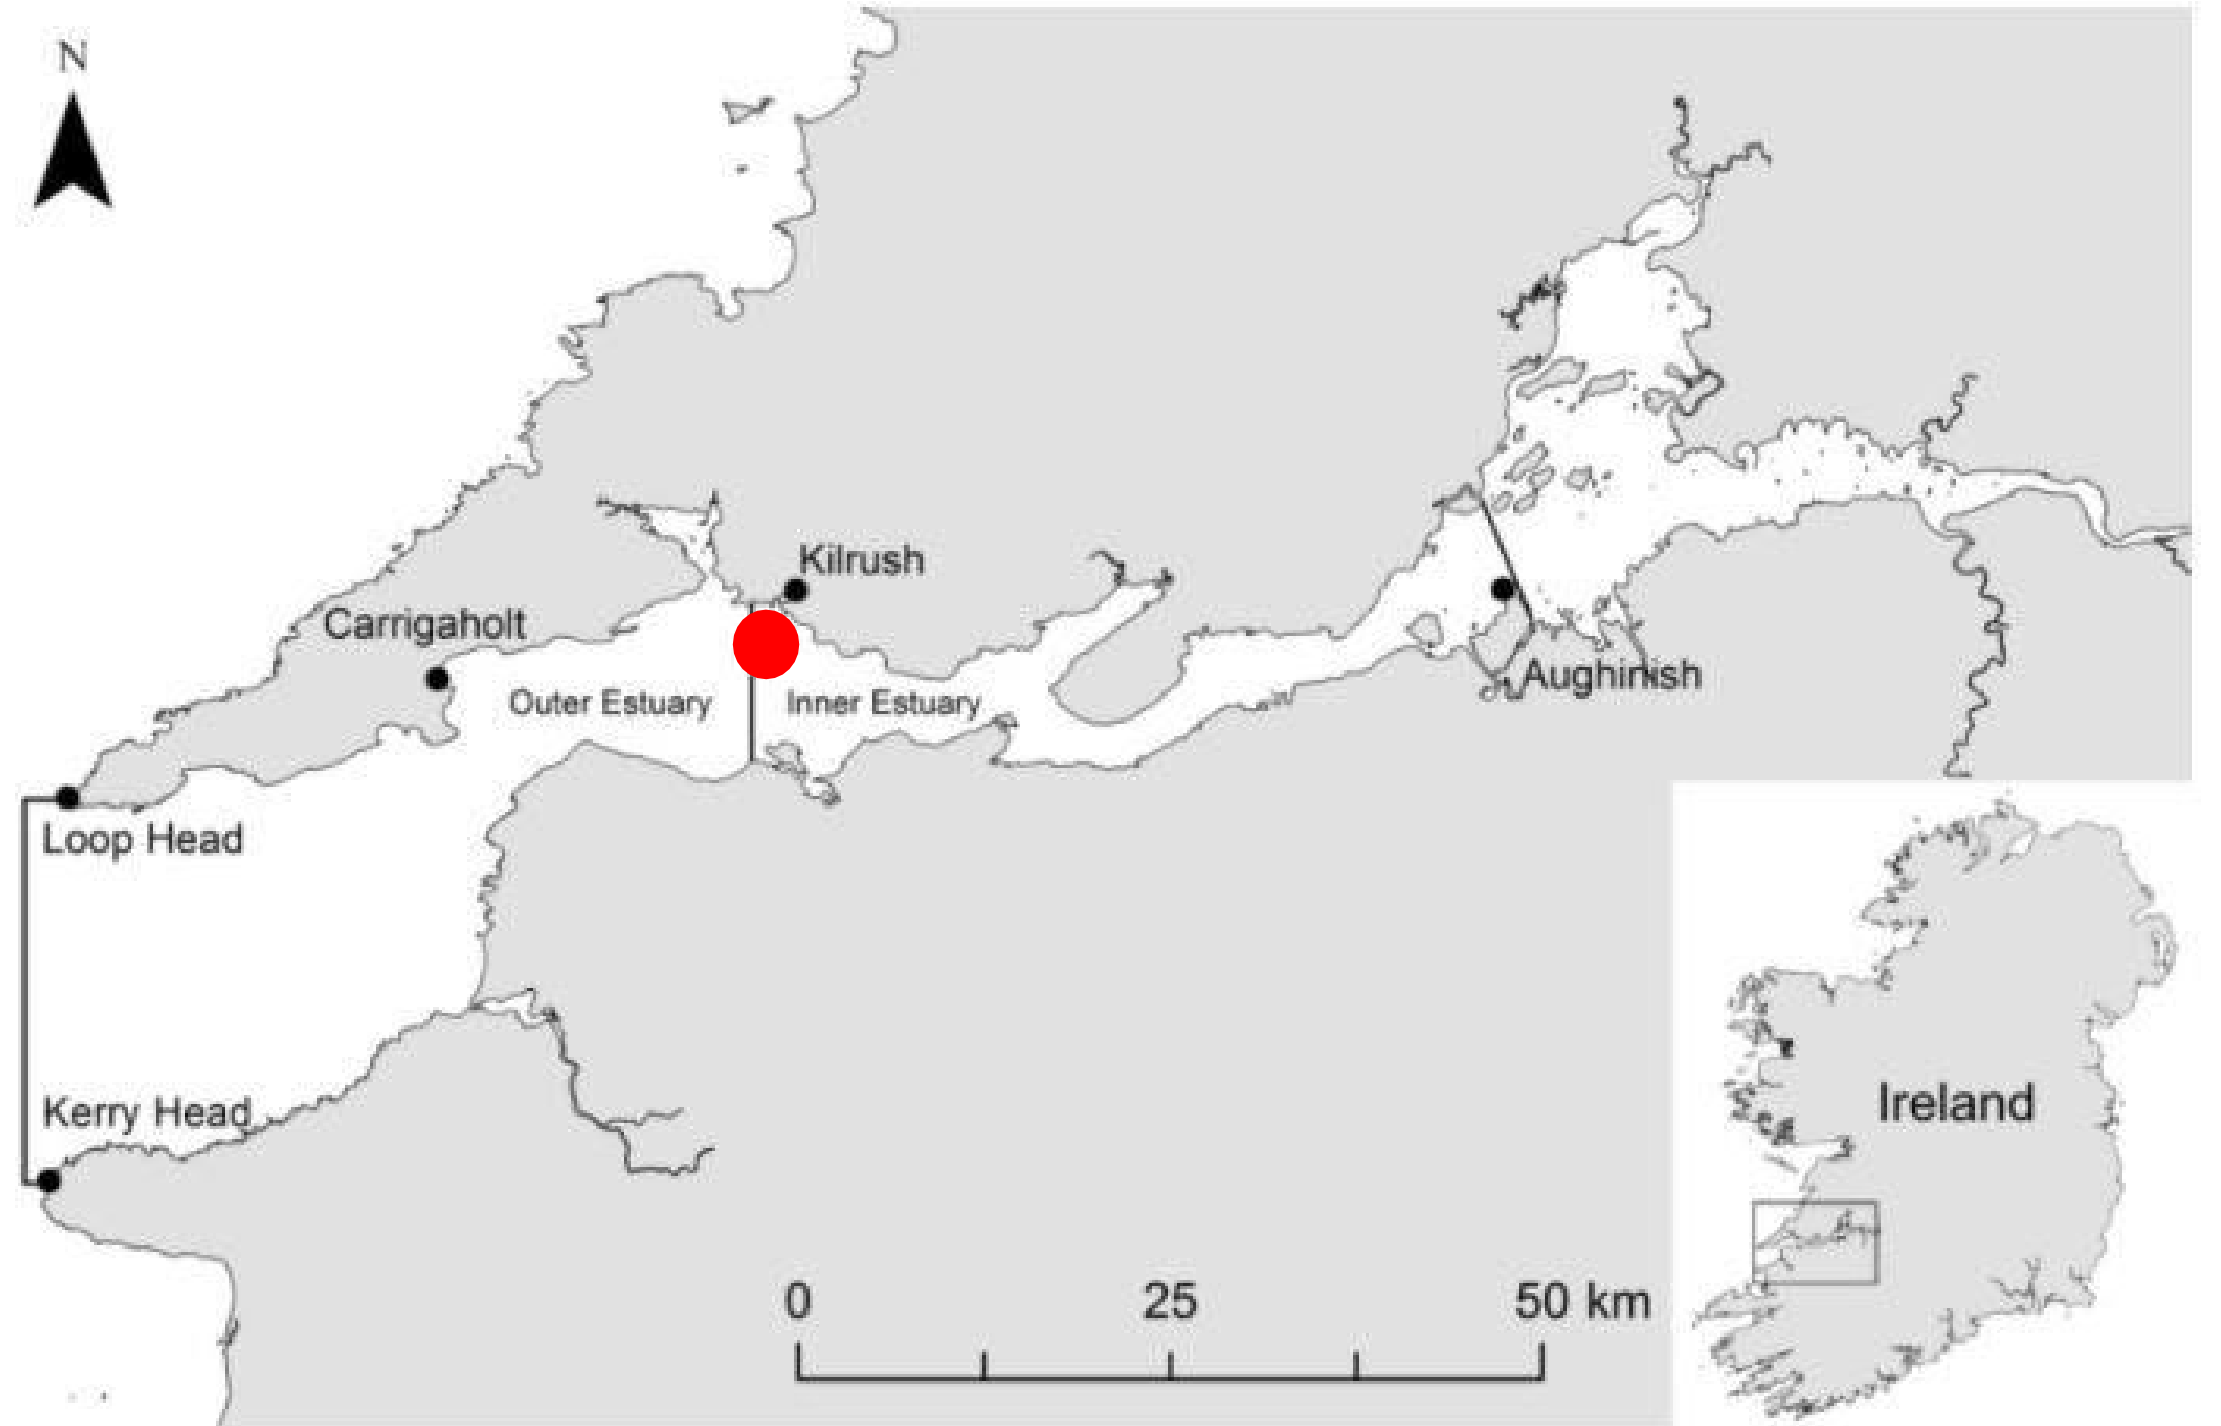 N
Kilrush
Carrigaholt
Outer Estuary
Inner Estuary
Aughinish
Loop Head
Kerry Head
Ireland
0 25 50 km